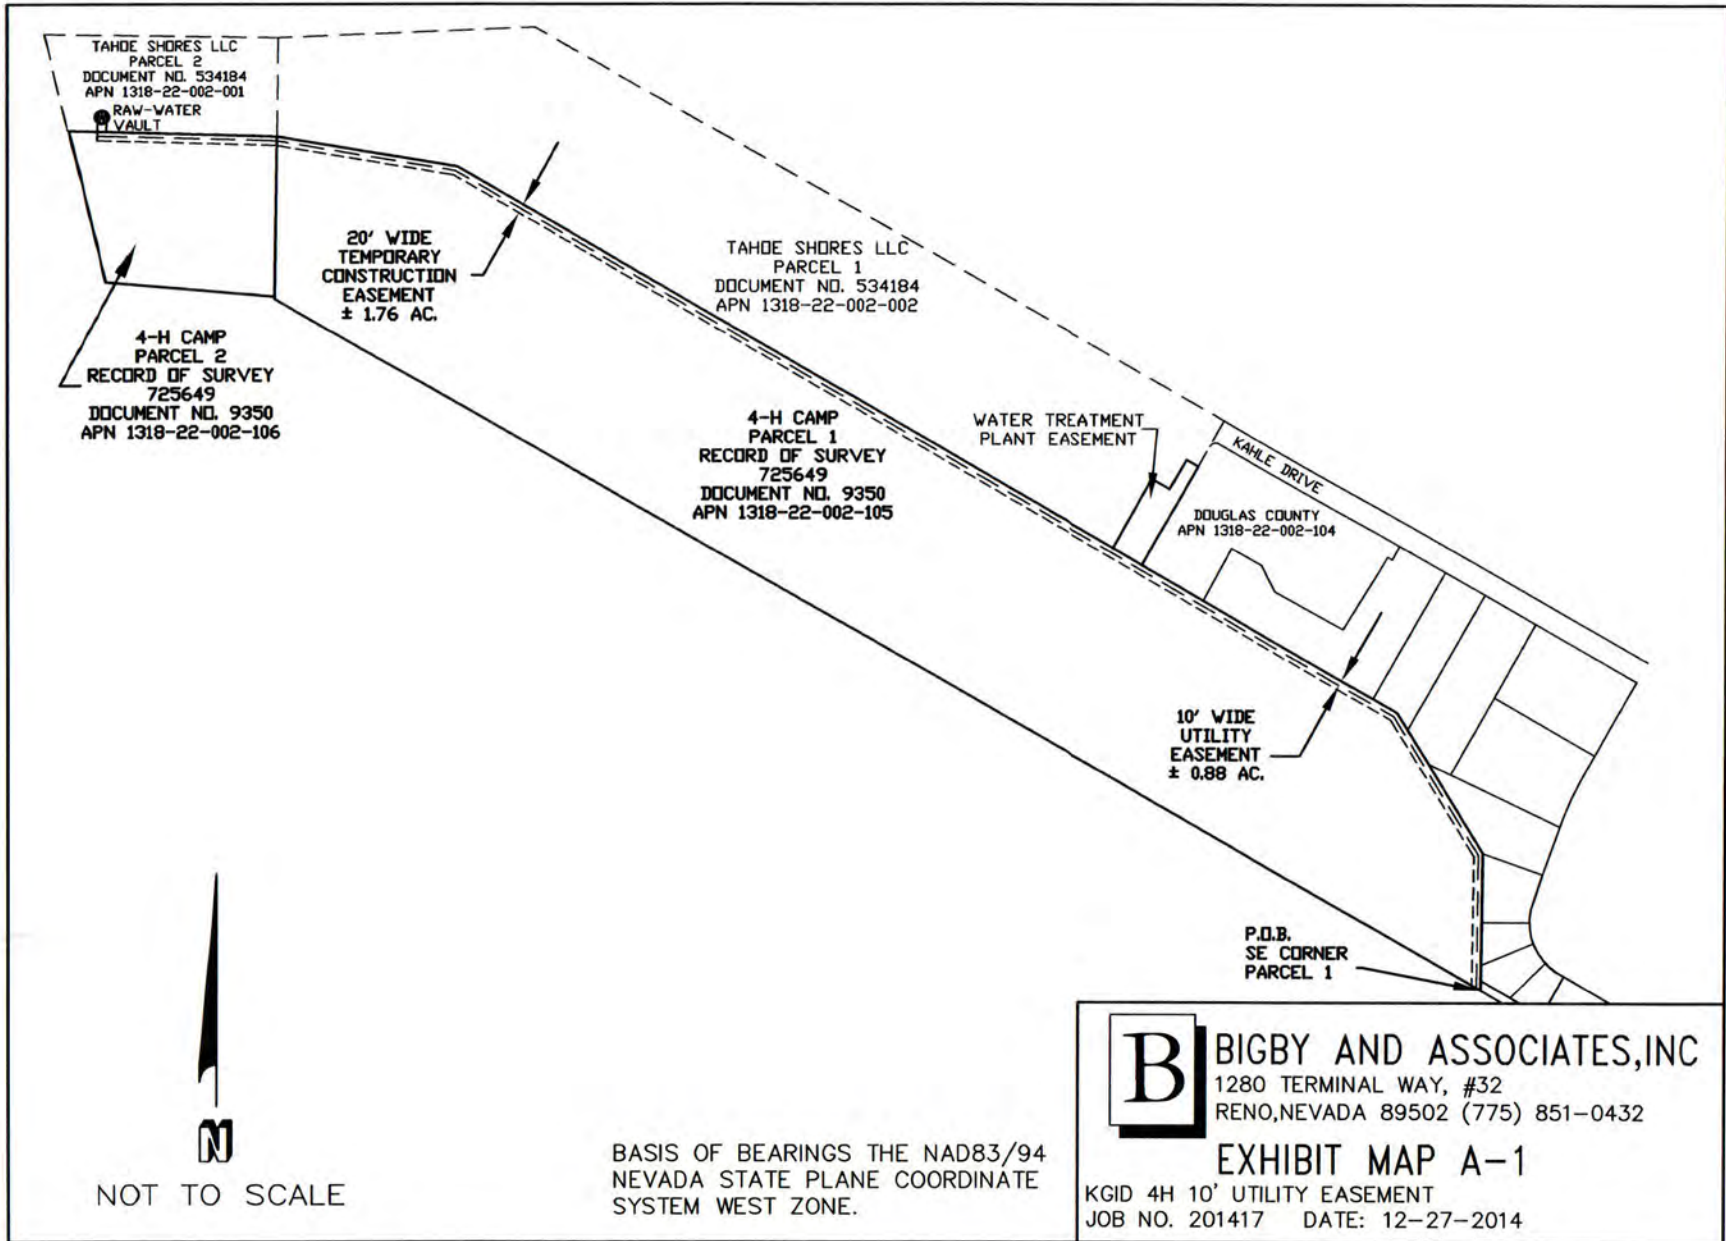 TAHOE SHORES LLC
PARCEL 2
DOCUMENT NO. 534184
APN 1318-22-002-001
RAW-WATER
VAULT
20' WIDE
TEMPORARY
CONSTRUCTION
EASEMENT
± 1.76 AC.
TAHOE SHORES LLC
PARCEL 1
DOCUMENT NO. 534184
APN 1318-22-002-002
4-H CAMP
PARCEL 2
RECORD OF SURVEY
725649
DOCUMENT NO. 9350
APN 1318-22-002-106
4-H CAMP
PARCEL 1
RECORD OF SURVEY
725649
DOCUMENT NO. 9350
APN 1318-22-002-105
WATER TREATMENT
PLANT EASEMENT
KAHLE DRIVE
DOUGLAS COUNTY
APN 1318-22-002-104
10' WIDE
UTILITY
EASEMENT
± 0.88 AC.
P.O.B.
SE CORNER
PARCEL 1
N
NOT TO SCALE
BASIS OF BEARINGS THE NAD83/94
NEVADA STATE PLANE COORDINATE
SYSTEM WEST ZONE.
B
BIGBY AND ASSOCIATES,INC
1280 TERMINAL WAY, #32
RENO,NEVADA 89502 (775) 851-0432
EXHIBIT MAP A-1
KGID 4H 10' UTILITY EASEMENT
JOB NO. 201417 DATE: 12-27-2014